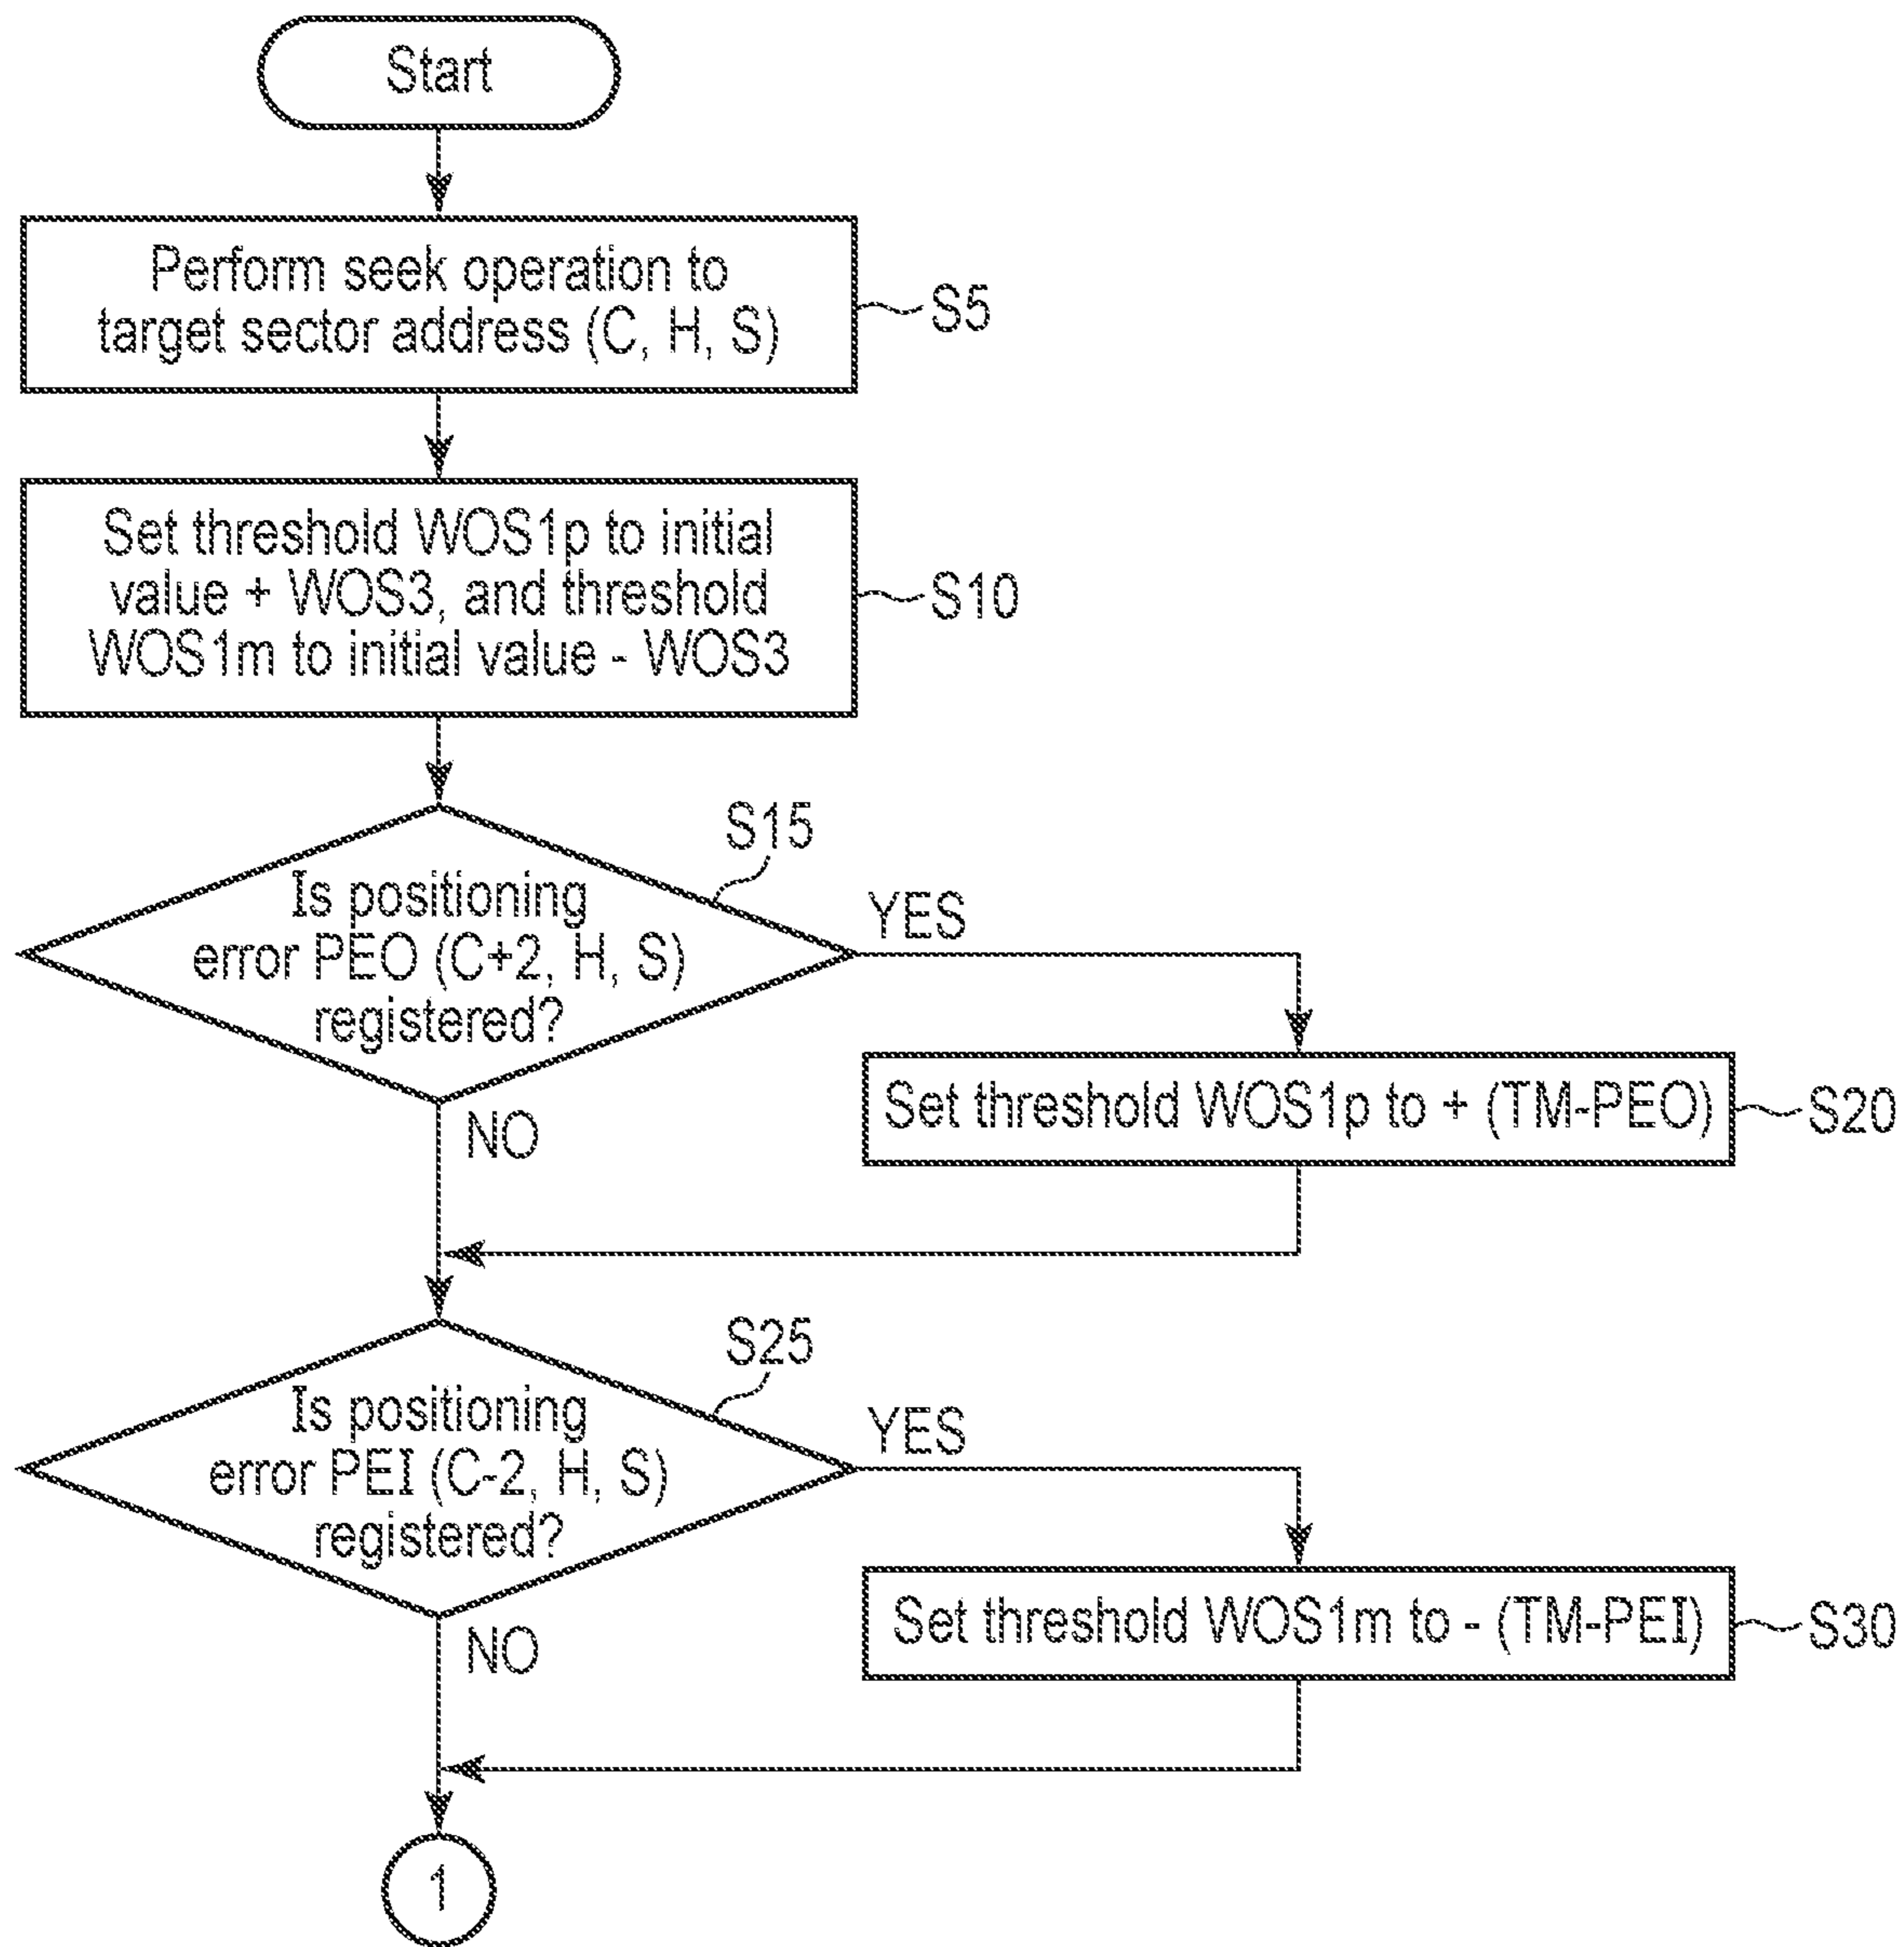 Start
Perform seek operation to
target sector address (C, H, S)
S5
Set threshold WOS1p to initial
value + WOS3, and threshold
WOS1m to initial value - WOS3
S10
S15
Is positioning
error PEO (C+2, H, S)
registered?
YES
NO
Set threshold WOS1p to + (TM-PEO)
S20
S25
Is positioning
error PEI (C-2, H, S)
registered?
YES
NO
Set threshold WOS1m to - (TM-PEI)
S30
1